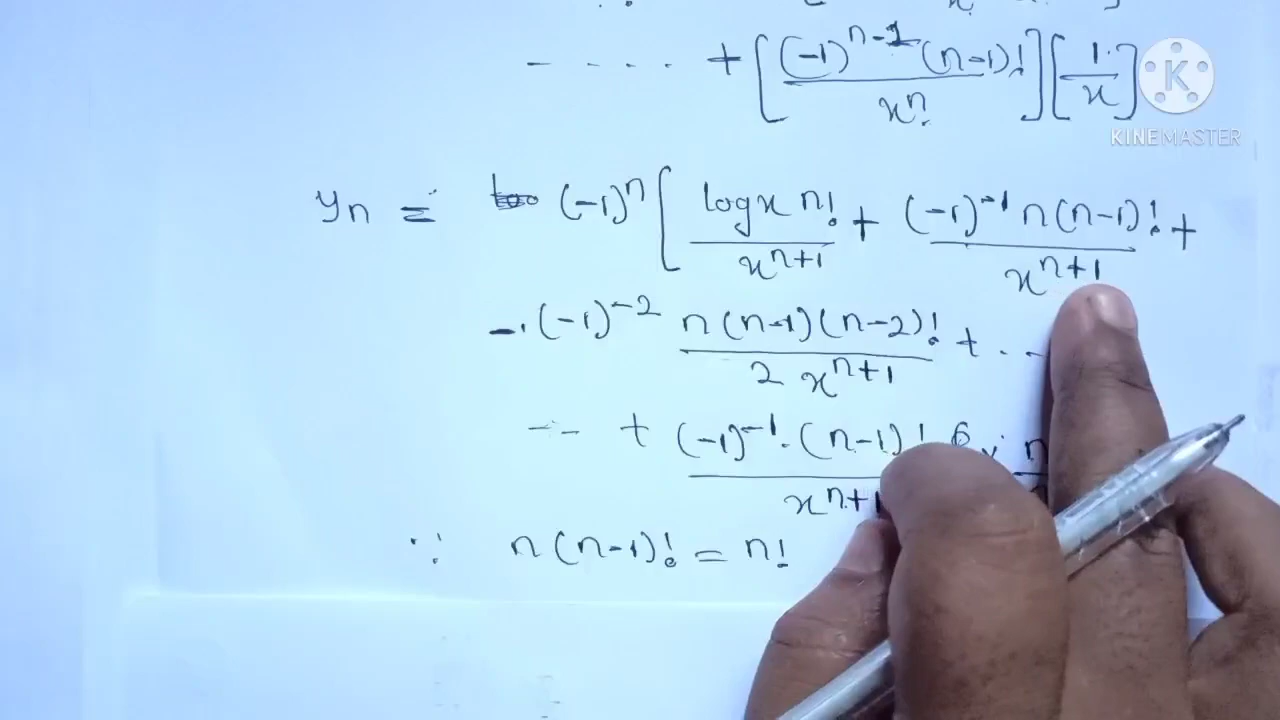 - - - - + [ (-1)^{n-1} (n-1)! / x^n ] [ 1/x ]
K
KINEMASTER
y_n = (-1)^n [ log x n! / x^{n+1} + (-1)^{-1} n(n-1)! / x^{n+1} +
(-1)^{-2} n(n-1)(n-2)! / 2 x^{n+1} + ..
-- + (-1)^{-1} . (n-1)! / x^{n+1
∵ n(n-1)! = n!